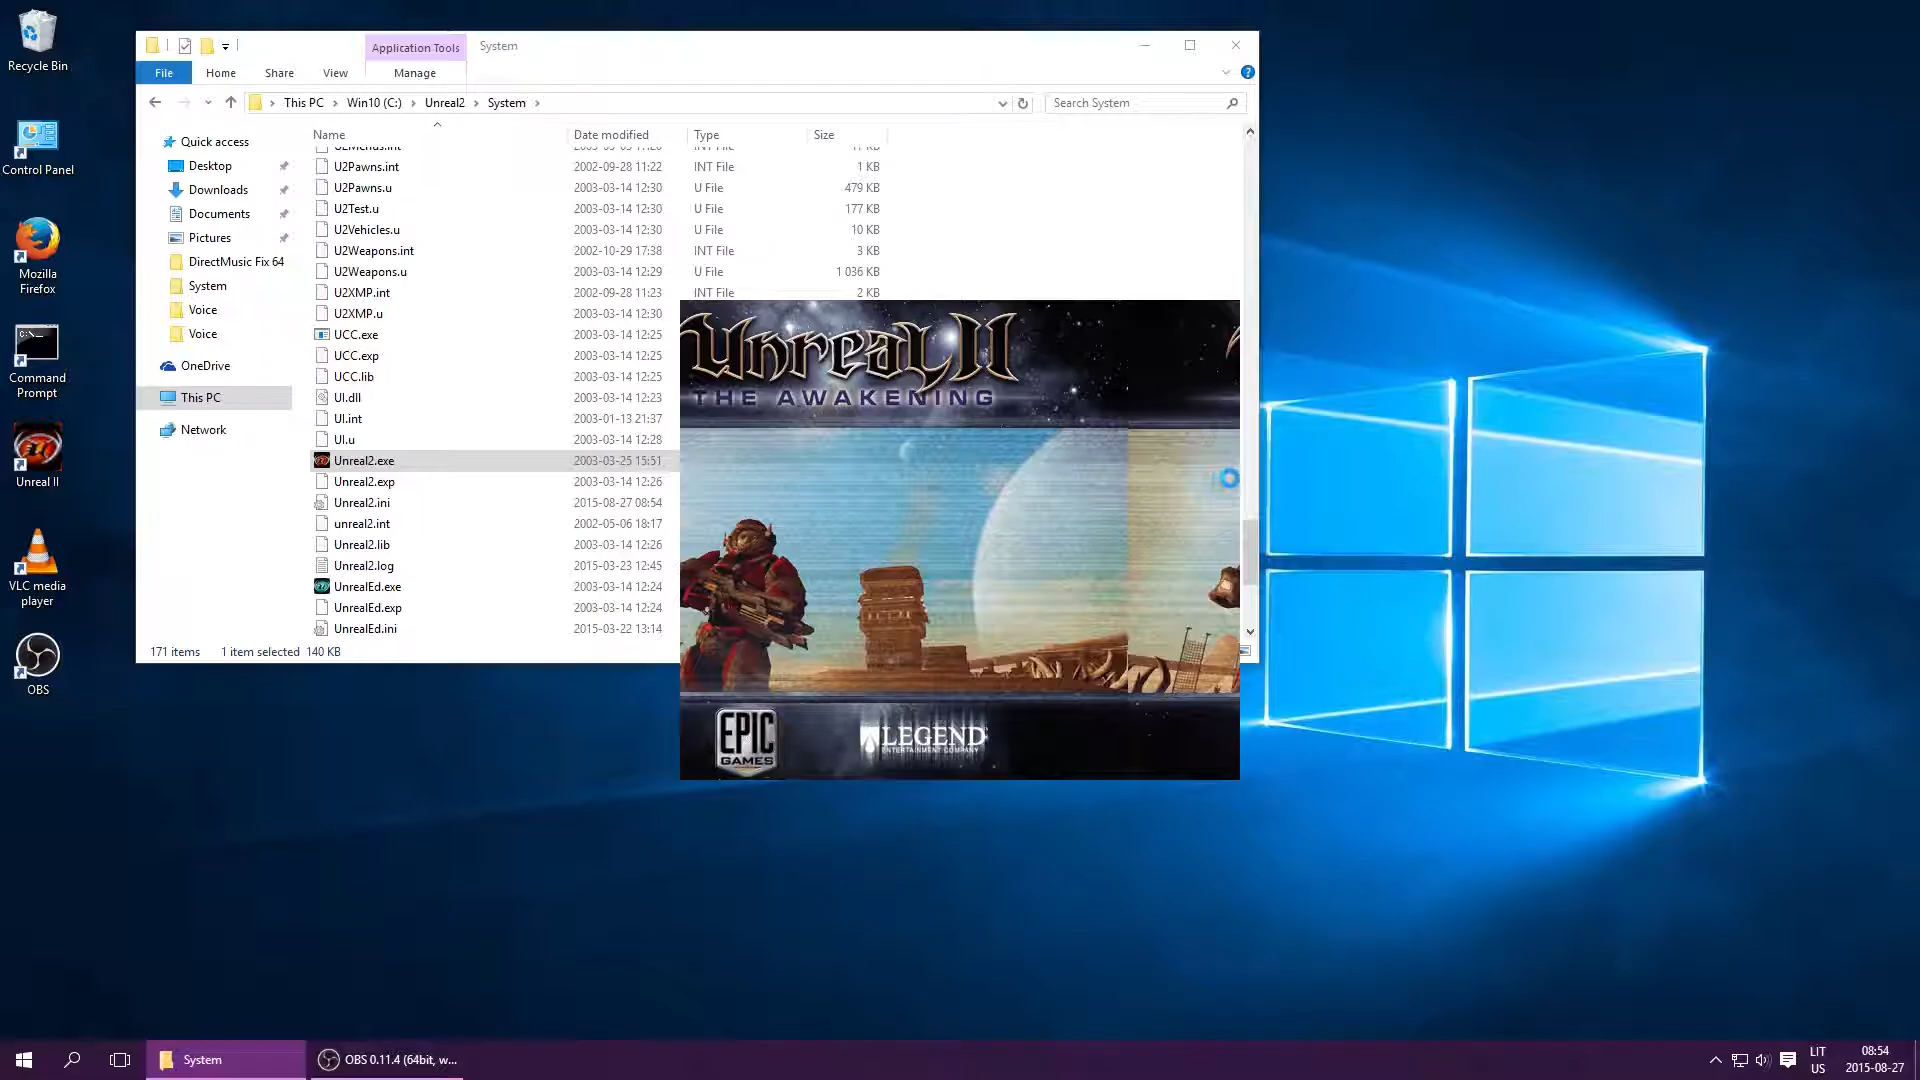 Recycle Bin
Control Panel
Mozilla
Firefox
Command
Prompt
Unreal II
VLC media
player
OBS
Application Tools
System
File
Home
Share
View
Manage
This PC
Win10 (C:)
Unreal2
System
Search System
Quick access
Desktop
Downloads
Documents
Pictures
DirectMusic Fix 64
System
Voice
Voice
OneDrive
This PC
Network
Name Date modified Type Size
U2Pawns.int 2002-09-28 11:22 INT File 1 KB
U2Pawns.u 2003-03-14 12:30 U File 479 KB
U2Test.u 2003-03-14 12:30 U File 177 KB
U2Vehicles.u 2003-03-14 12:30 U File 10 KB
U2Weapons.int 2002-10-29 17:38 INT File 3 KB
U2Weapons.u 2003-03-14 12:29 U File 1 036 KB
U2XMP.int 2002-09-28 11:23 INT File 2 KB
U2XMP.u 2003-03-14 12:30
UCC.exe 2003-03-14 12:25
UCC.exp 2003-03-14 12:25
UCC.lib 2003-03-14 12:25
UI.dll 2003-03-14 12:23
UI.int 2003-01-13 21:37
UI.u 2003-03-14 12:28
Unreal2.exe 2003-03-25 15:51
Unreal2.exp 2003-03-14 12:26
Unreal2.ini 2015-08-27 08:54
unreal2.int 2002-05-06 18:17
Unreal2.lib 2003-03-14 12:26
Unreal2.log 2015-03-23 12:45
UnrealEd.exe 2003-03-14 12:24
UnrealEd.exp 2003-03-14 12:24
UnrealEd.ini 2015-03-22 13:14
171 items 1 item selected 140 KB
Unreal II
THE AWAKENING
EPIC
GAMES
LEGEND
ENTERTAINMENT COMPANY
System
OBS 0.11.4 (64bit, w...
LIT
US
08:54
2015-08-27